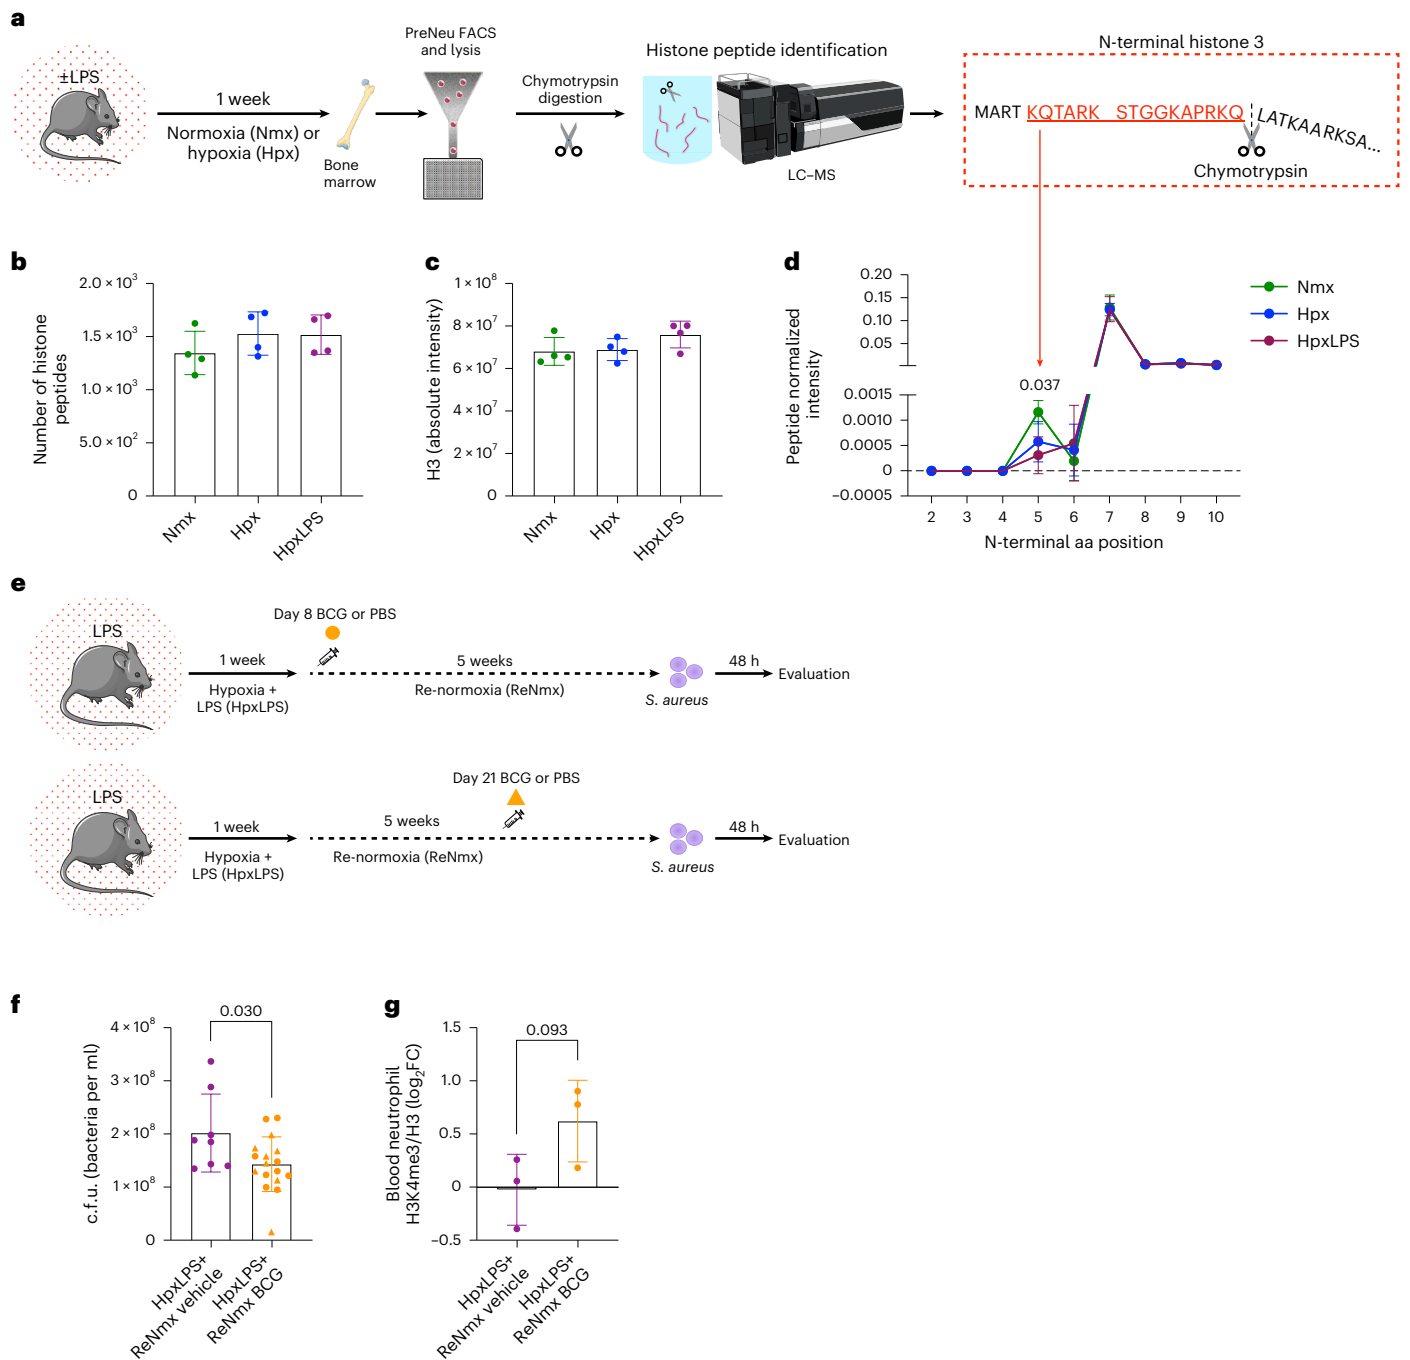 a
±LPS
1 week
Normoxia (Nmx) or
hypoxia (Hpx)
Bone
marrow
PreNeu FACS
and lysis
Chymotrypsin
digestion
Histone peptide identification
LC–MS
N-terminal histone 3
MART KQTARK STGGKAPRKQ LATKAARKSA...
Chymotrypsin
b
Number of histone
peptides
2.0 × 10³
1.5 × 10³
1.0 × 10³
5.0 × 10²
0
Nmx
Hpx
HpxLPS
c
H3 (absolute intensity)
1 × 10⁸
8 × 10⁷
6 × 10⁷
4 × 10⁷
2 × 10⁷
0
Nmx
Hpx
HpxLPS
d
Peptide normalized
intensity
0.20
0.15
0.10
0.05
0.0015
0.0010
0.0005
0
–0.0005
0.037
2 3 4 5 6 7 8 9 10
N-terminal aa position
Nmx
Hpx
HpxLPS
e
LPS
1 week
Hypoxia +
LPS (HpxLPS)
Day 8 BCG or PBS
5 weeks
Re-normoxia (ReNmx)
S. aureus
48 h
Evaluation
LPS
1 week
Hypoxia +
LPS (HpxLPS)
Day 21 BCG or PBS
5 weeks
Re-normoxia (ReNmx)
S. aureus
48 h
Evaluation
f
c.f.u. (bacteria per ml)
4 × 10⁸
3 × 10⁸
2 × 10⁸
1 × 10⁸
0
0.030
HpxLPS+
ReNmx vehicle
HpxLPS+
ReNmx BCG
g
Blood neutrophil
H3K4me3/H3 (log₂FC)
1.5
1.0
0.5
0
–0.5
0.093
HpxLPS+
ReNmx vehicle
HpxLPS+
ReNmx BCG